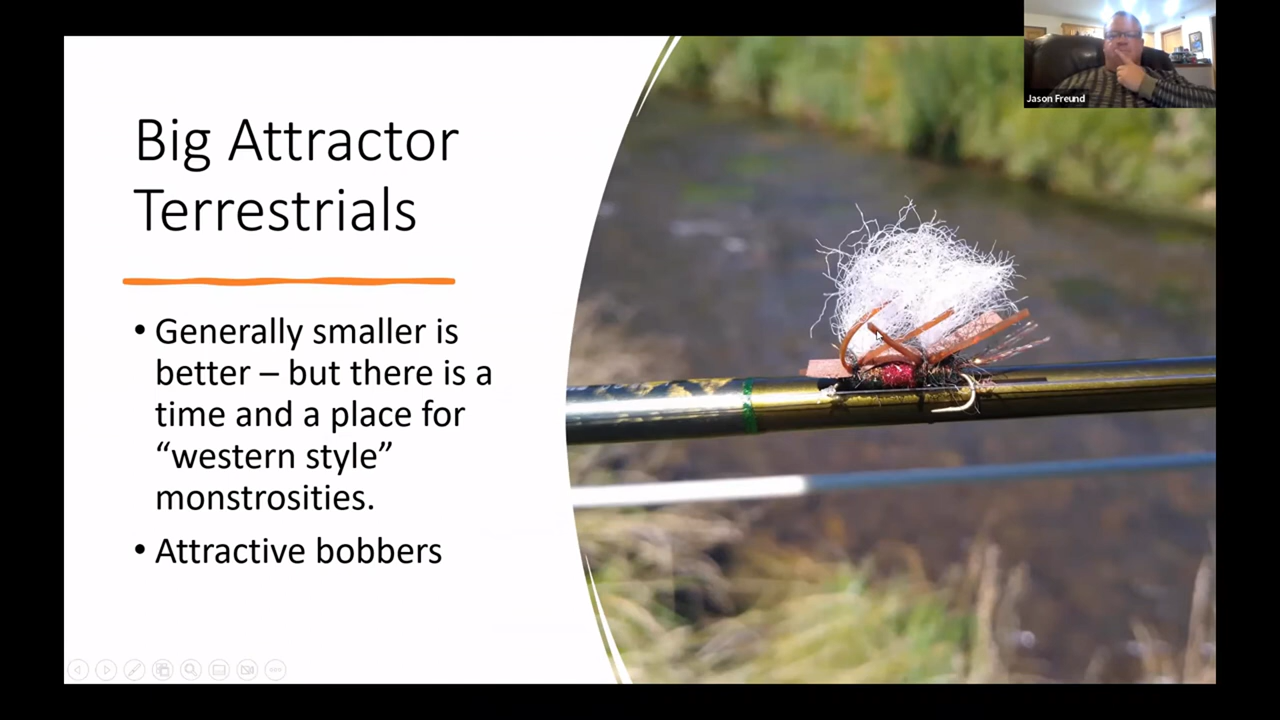 Jason Freund
Big Attractor
Terrestrials
• Generally smaller is
better – but there is a
time and a place for
“western style”
monstrosities.
• Attractive bobbers